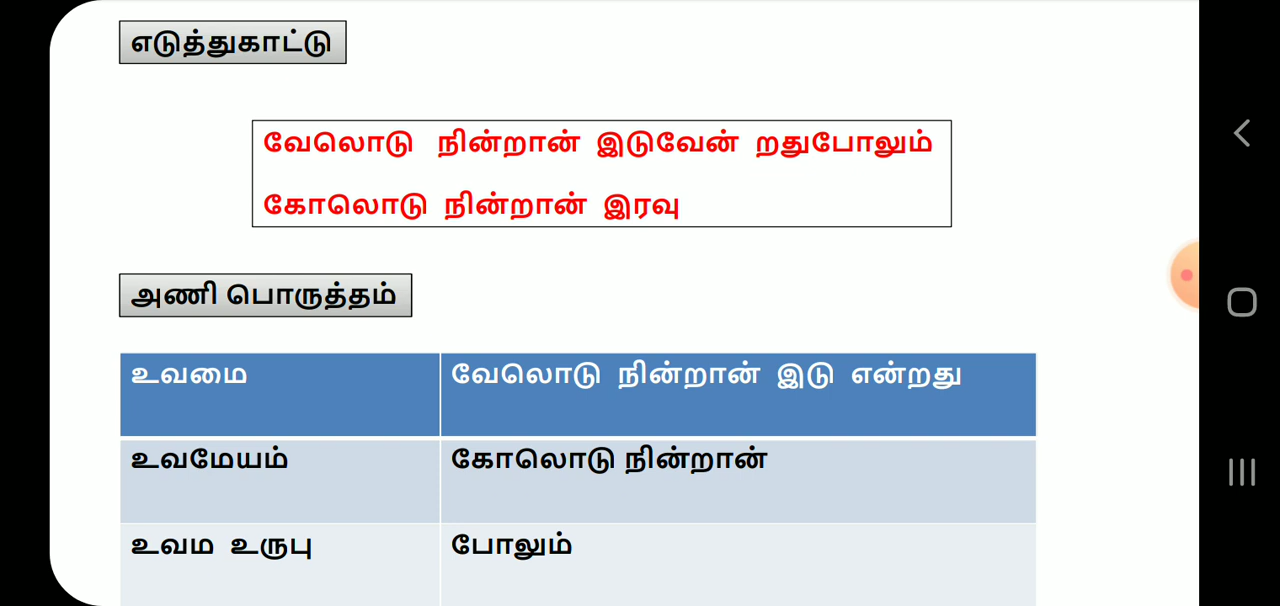 எடுத்துகாட்டு
வேலொடு நின்றான் இடுவேன் றதுபோலும்
கோலொடு நின்றான் இரவு
அணி பொருத்தம்
உவமை வேலொடு நின்றான் இடு என்றது
உவமேயம் கோலொடு நின்றான்
உவம உருபு போலும்